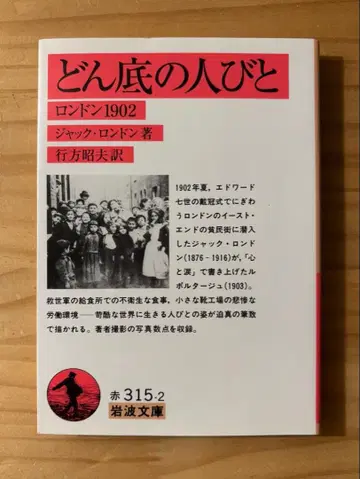 どん底の人びと
ロンドン1902
ジャック・ロンドン著
行方昭夫訳
1902年夏，エドワード
七世の戴冠式でにぎわ
うロンドンのイースト・
エンドの貧民街に潜入
したジャック・ロンド
ン(1876‐1916)が，「心
と涙」で書き上げたル
ポルタージュ(1903)。
救世軍の給食所での不衛生な食事，小さな靴工場の悲惨な
労働環境――苛酷な世界に生きる人びとの姿が迫真の筆致
で描かれる。著者撮影の写真数点を収録。
赤 315-2
岩波文庫